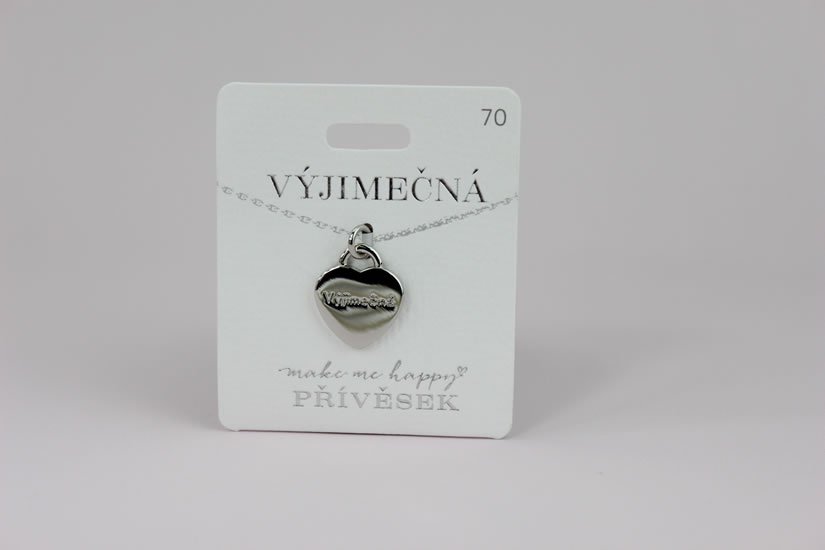 70
VÝJIMEČNÁ
Výjimečná
make me happy
PŘÍVĚSEK